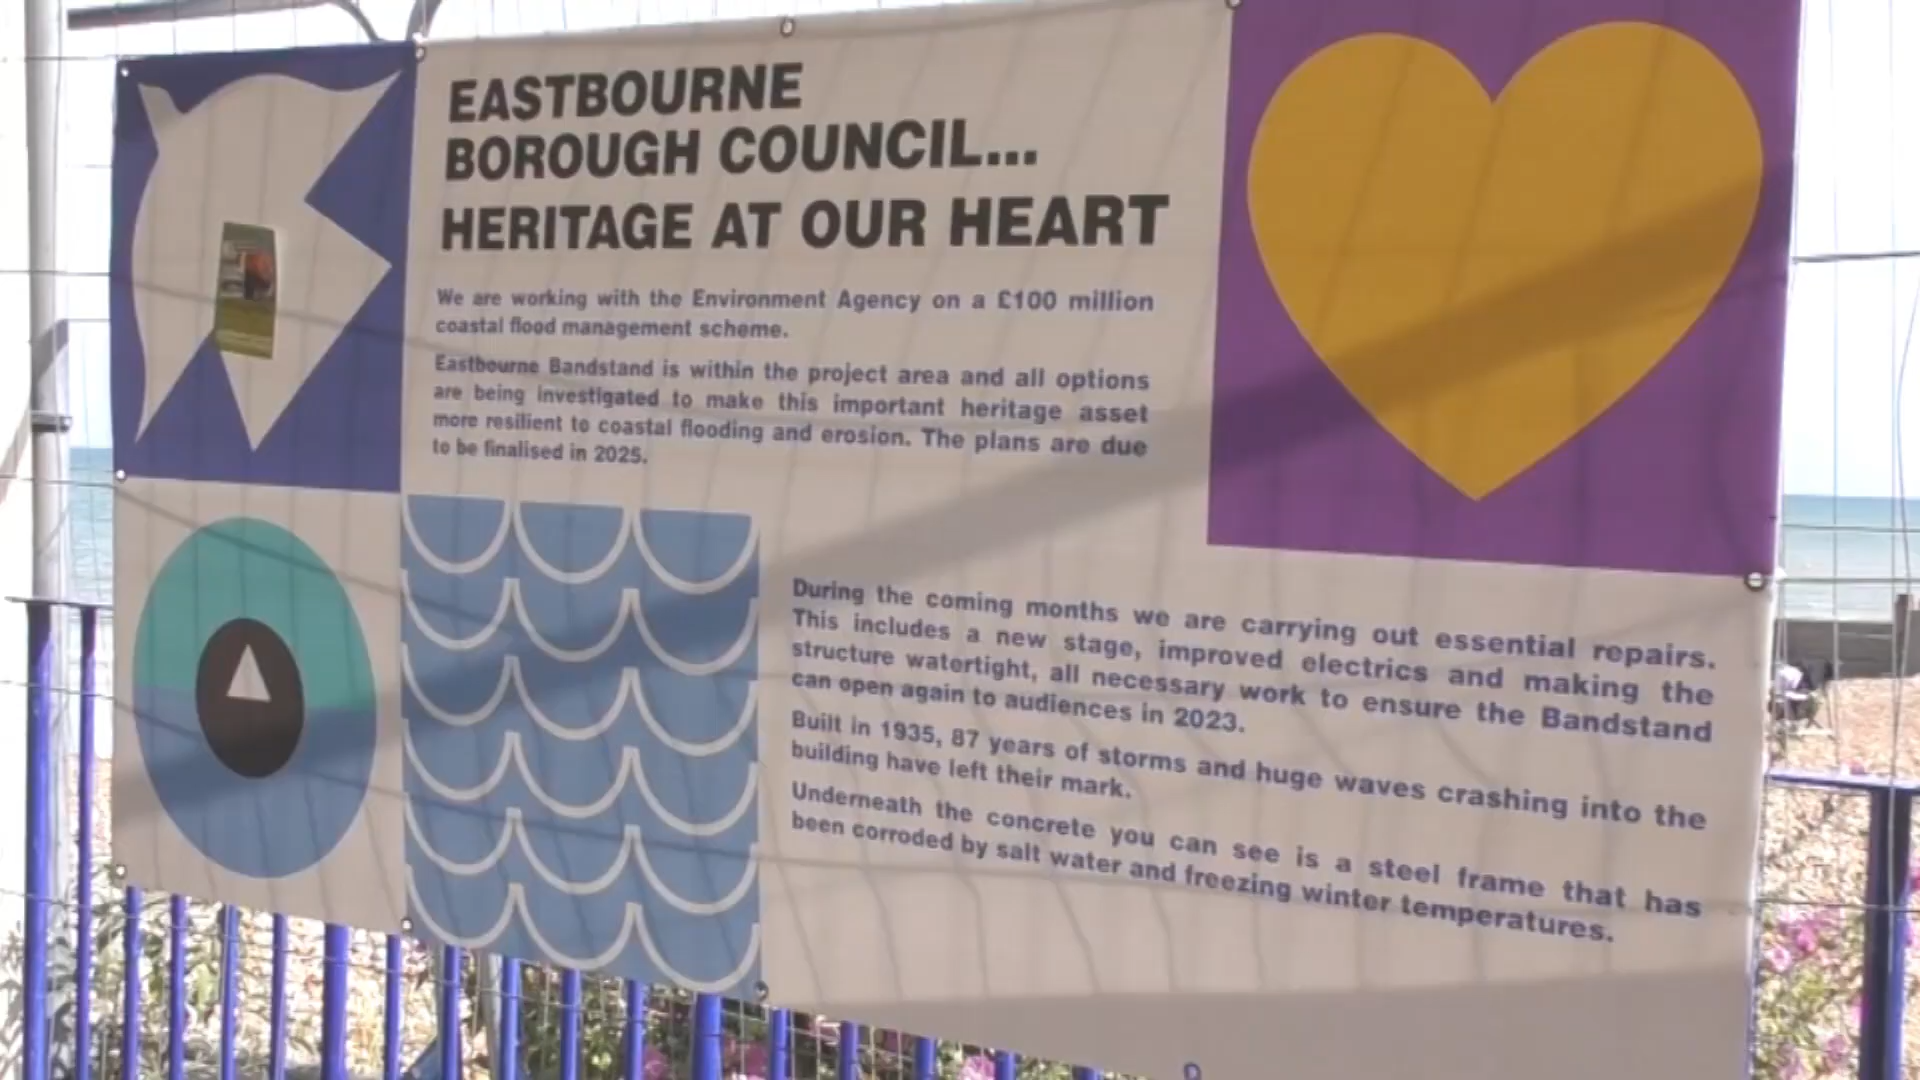 EASTBOURNE
BOROUGH COUNCIL...
HERITAGE AT OUR HEART
We are working with the Environment Agency on a £100 million
coastal flood management scheme.
Eastbourne Bandstand is within the project area and all options
are being investigated to make this important heritage asset
more resilient to coastal flooding and erosion. The plans are due
to be finalised in 2025.
During the coming months we are carrying out essential repairs.
This includes a new stage, improved electrics and making the
structure watertight, all necessary work to ensure the Bandstand
can open again to audiences in 2023.
Built in 1935, 87 years of storms and huge waves crashing into the
building have left their mark.
Underneath the concrete you can see is a steel frame that has
been corroded by salt water and freezing winter temperatures.